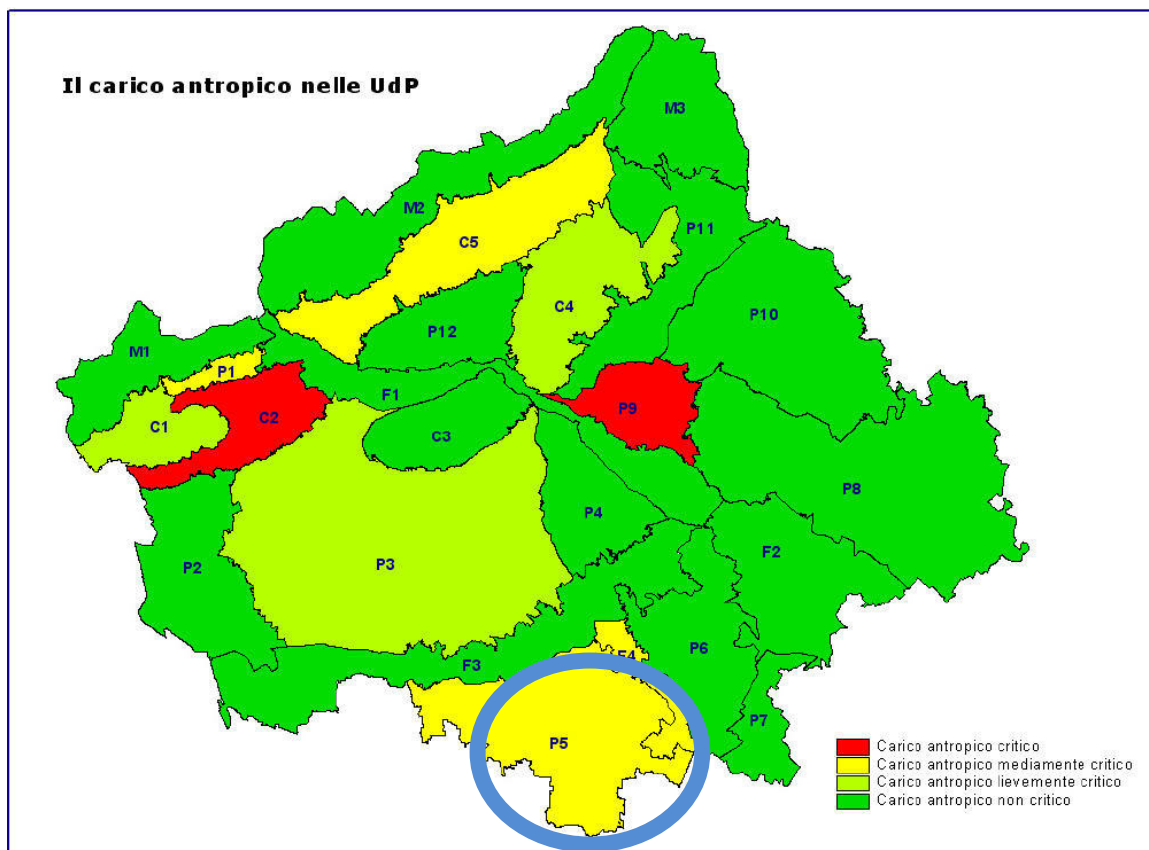 Il carico antropico nelle UdP
M3
M2
P11
C5
C4
P10
P12
M1
P1
F1
C1
C2
P9
C3
P8
P4
F2
P2
P3
P6
F4
F3
P7
P5
Carico antropico critico
Carico antropico mediamente critico
Carico antropico lievemente critico
Carico antropico non critico